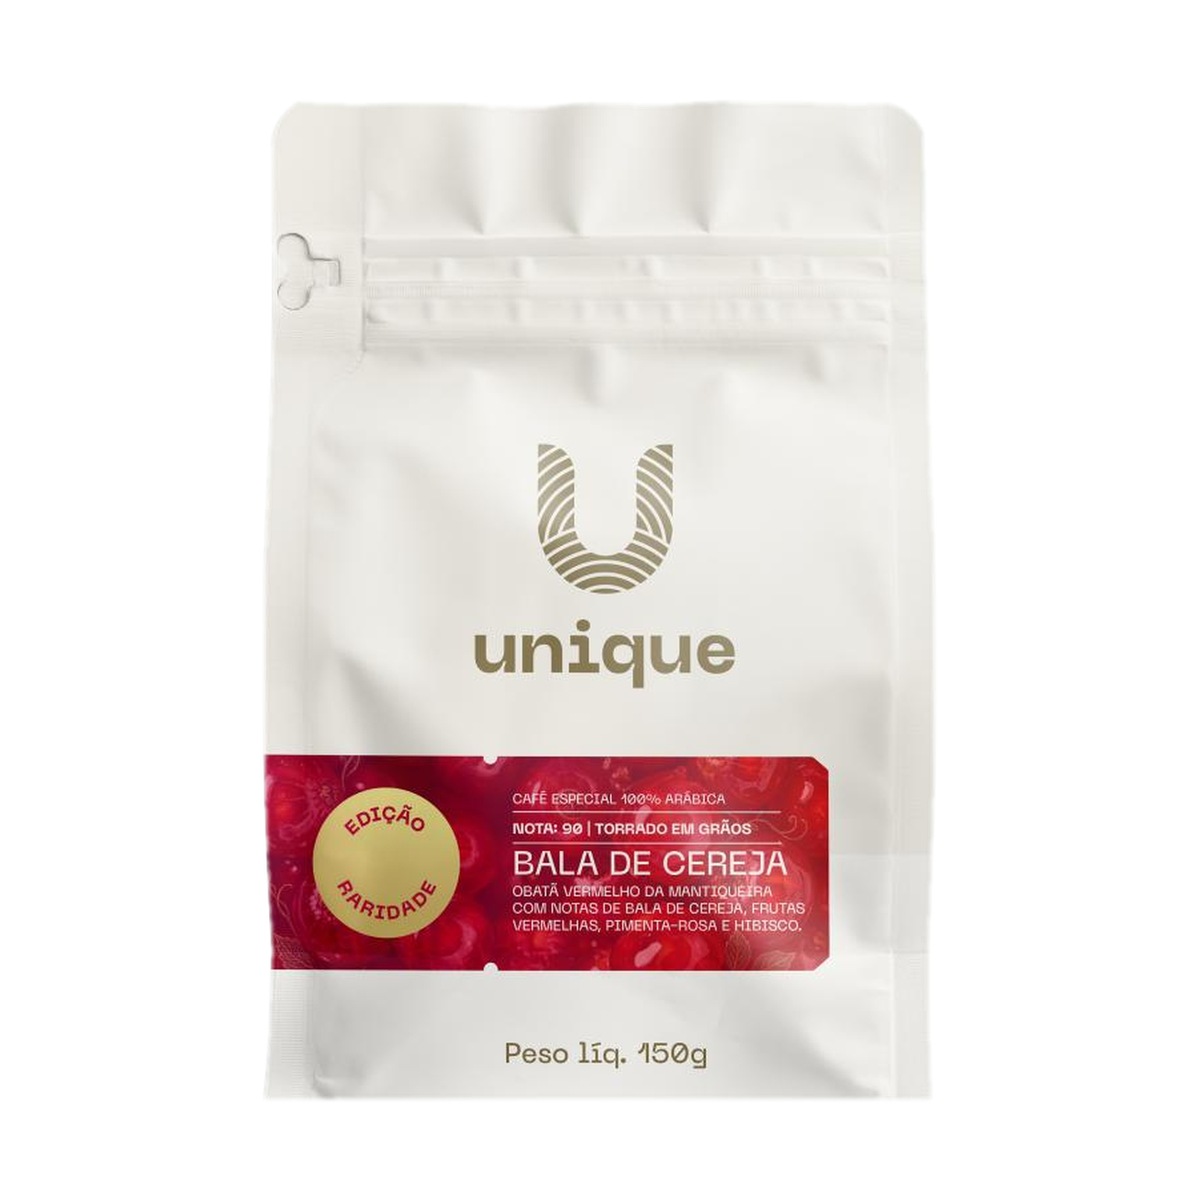 unique
EDIÇÃO
RARIDADE
CAFÉ ESPECIAL 100% ARÁBICA
NOTA: 90 | TORRADO EM GRÃOS
BALA DE CEREJA
OBATÃ VERMELHO DA MANTIQUEIRA
COM NOTAS DE BALA DE CEREJA, FRUTAS
VERMELHAS, PIMENTA-ROSA E HIBISCO.
Peso líq. 150g